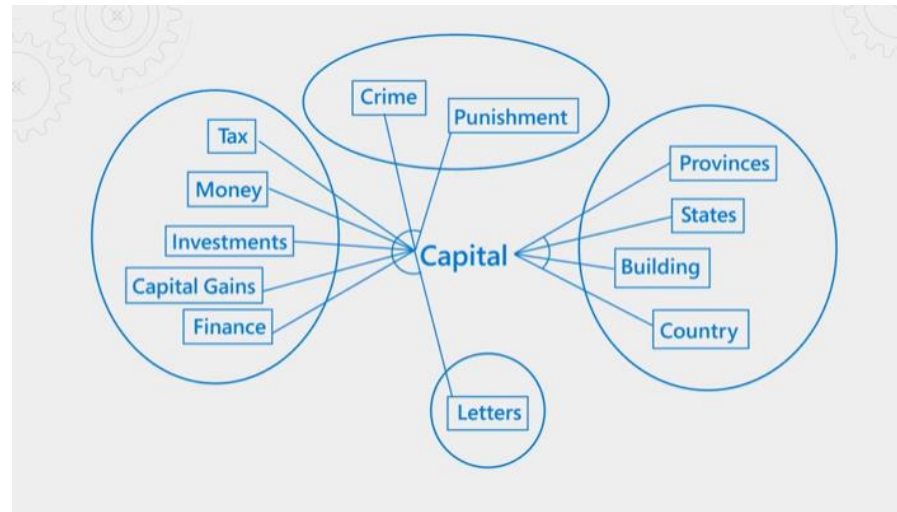 Crime
Punishment
Tax
Money
Investments
Capital Gains
Finance
Capital
Provinces
States
Building
Country
Letters